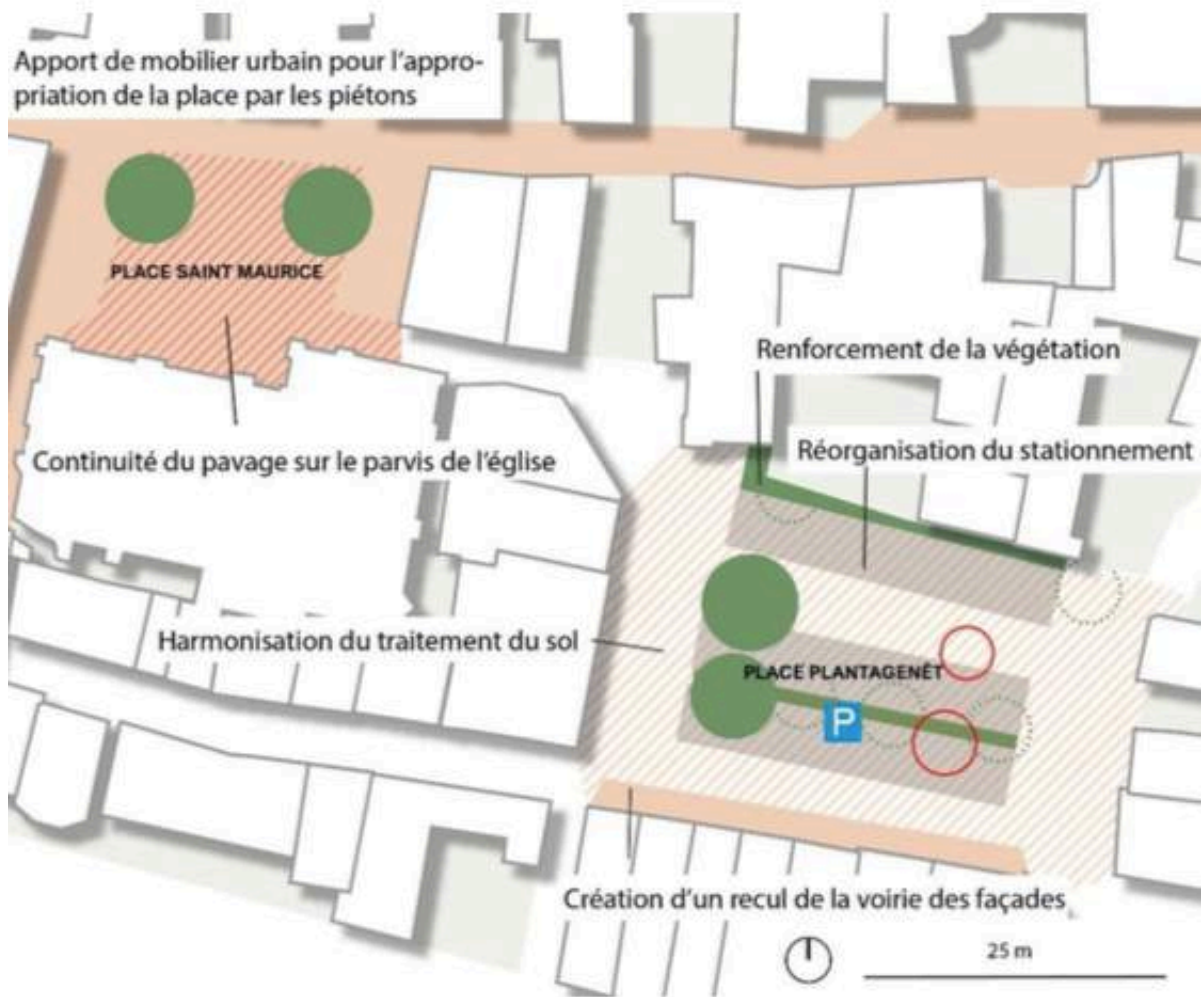 Apport de mobilier urbain pour l'appro-
priation de la place par les piétons
PLACE SAINT MAURICE
Renforcement de la végétation
Réorganisation du stationnement
Continuité du pavage sur le parvis de l'église
Harmonisation du traitement du sol
PLACE PLANTAGENÊT
P
Création d'un recul de la voirie des façades
25 m